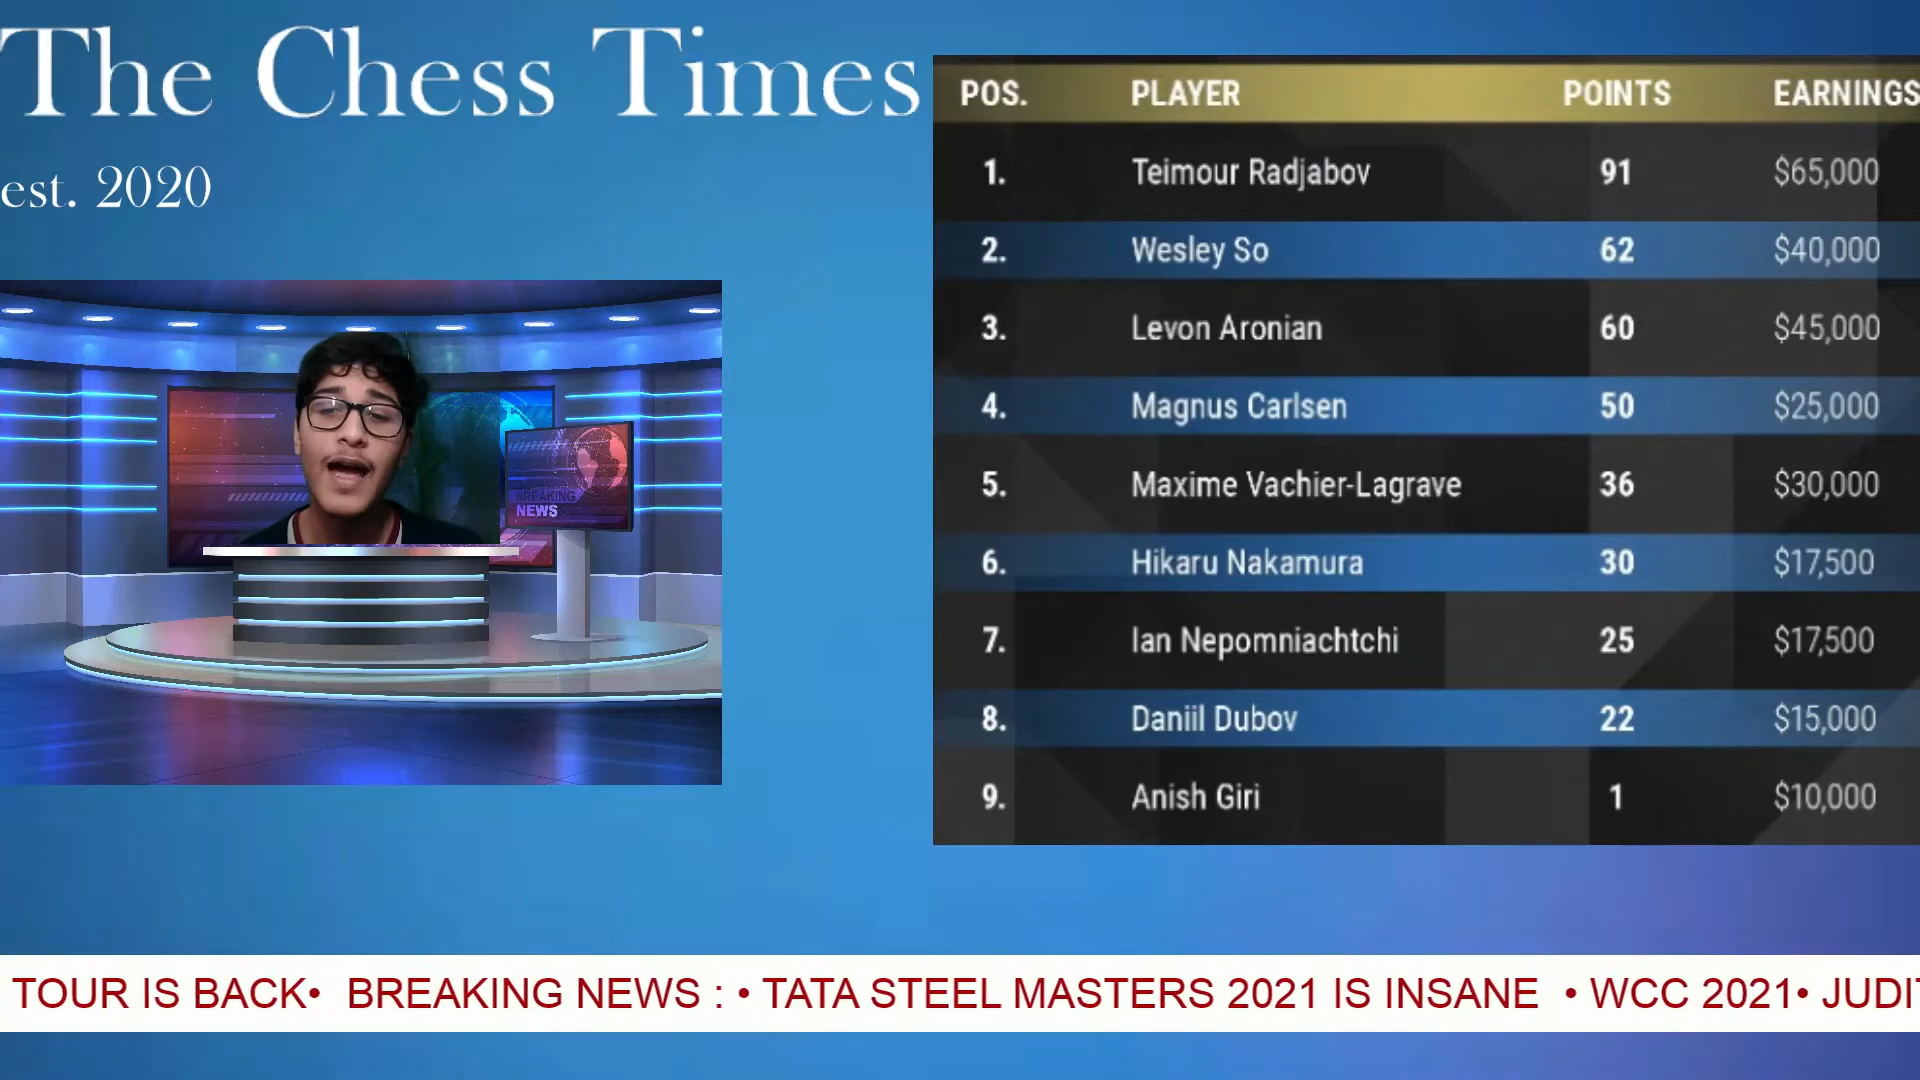 The Chess Times
est. 2020
BREAKING
NEWS
POS. PLAYER POINTS EARNINGS
1. Teimour Radjabov 91 $65,000
2. Wesley So 62 $40,000
3. Levon Aronian 60 $45,000
4. Magnus Carlsen 50 $25,000
5. Maxime Vachier-Lagrave 36 $30,000
6. Hikaru Nakamura 30 $17,500
7. Ian Nepomniachtchi 25 $17,500
8. Daniil Dubov 22 $15,000
9. Anish Giri 1 $10,000
TOUR IS BACK• BREAKING NEWS : • TATA STEEL MASTERS 2021 IS INSANE • WCC 2021• JUDI